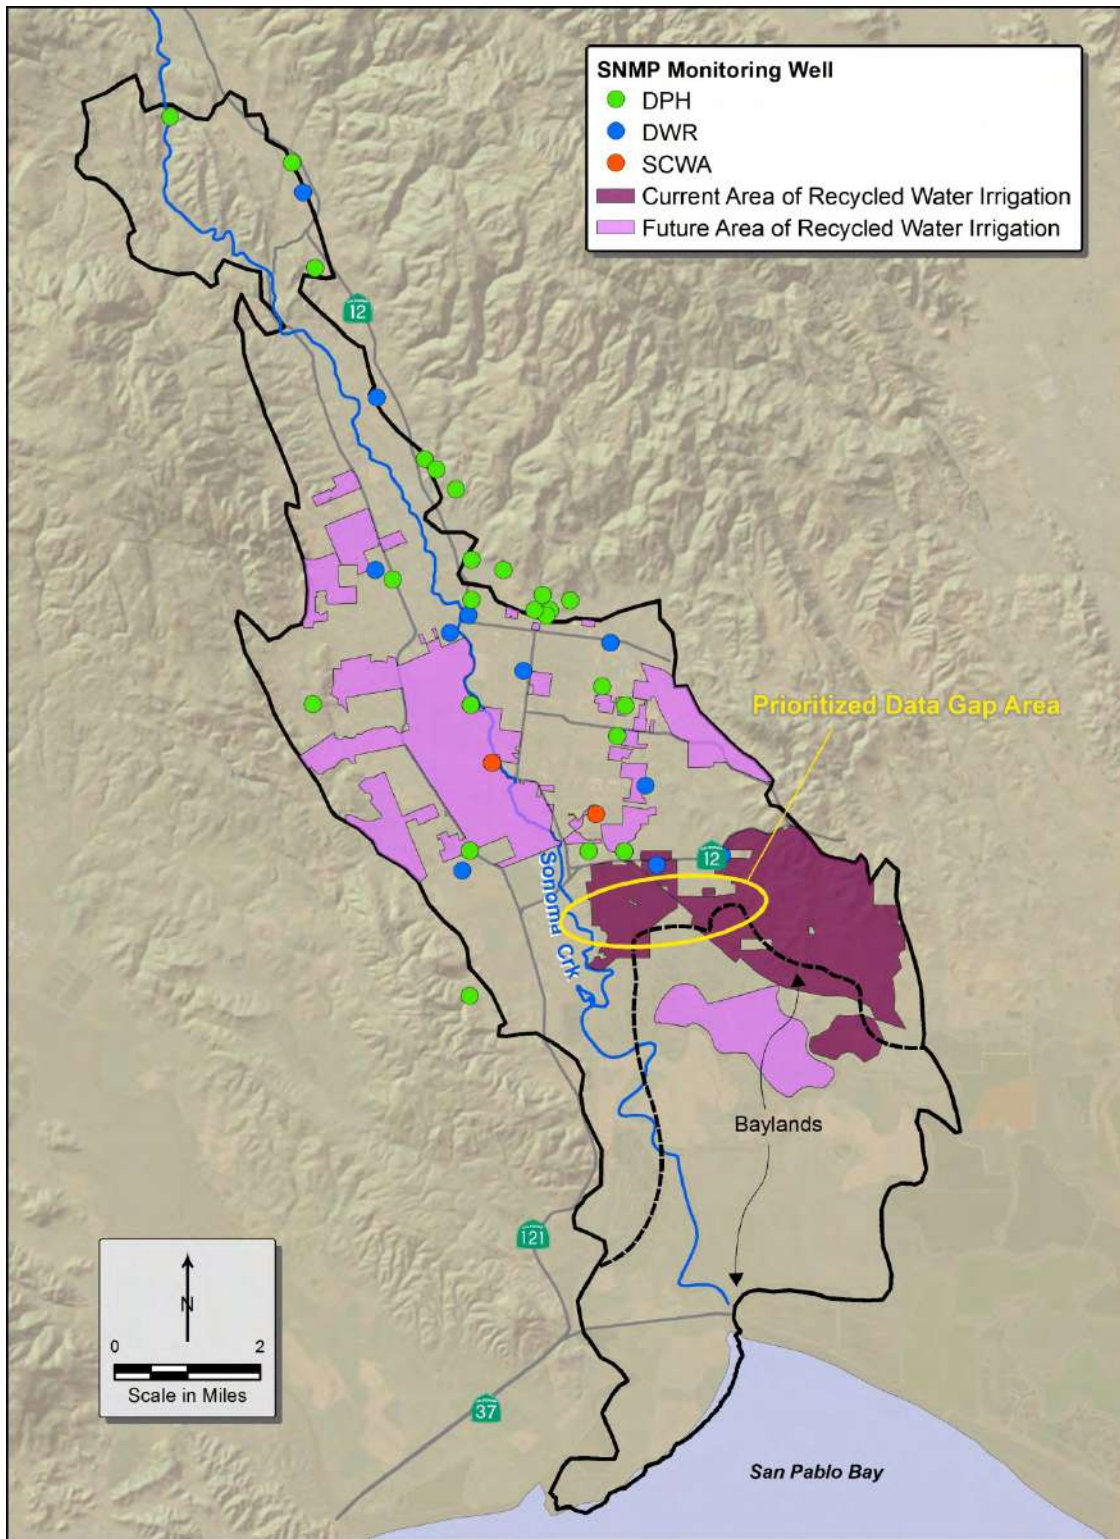 SNMP Monitoring Well
DPH
DWR
SCWA
Current Area of Recycled Water Irrigation
Future Area of Recycled Water Irrigation
12
Prioritized Data Gap Area
12
Sonoma Crk.
Baylands
121
N
0 2
Scale in Miles
37
San Pablo Bay